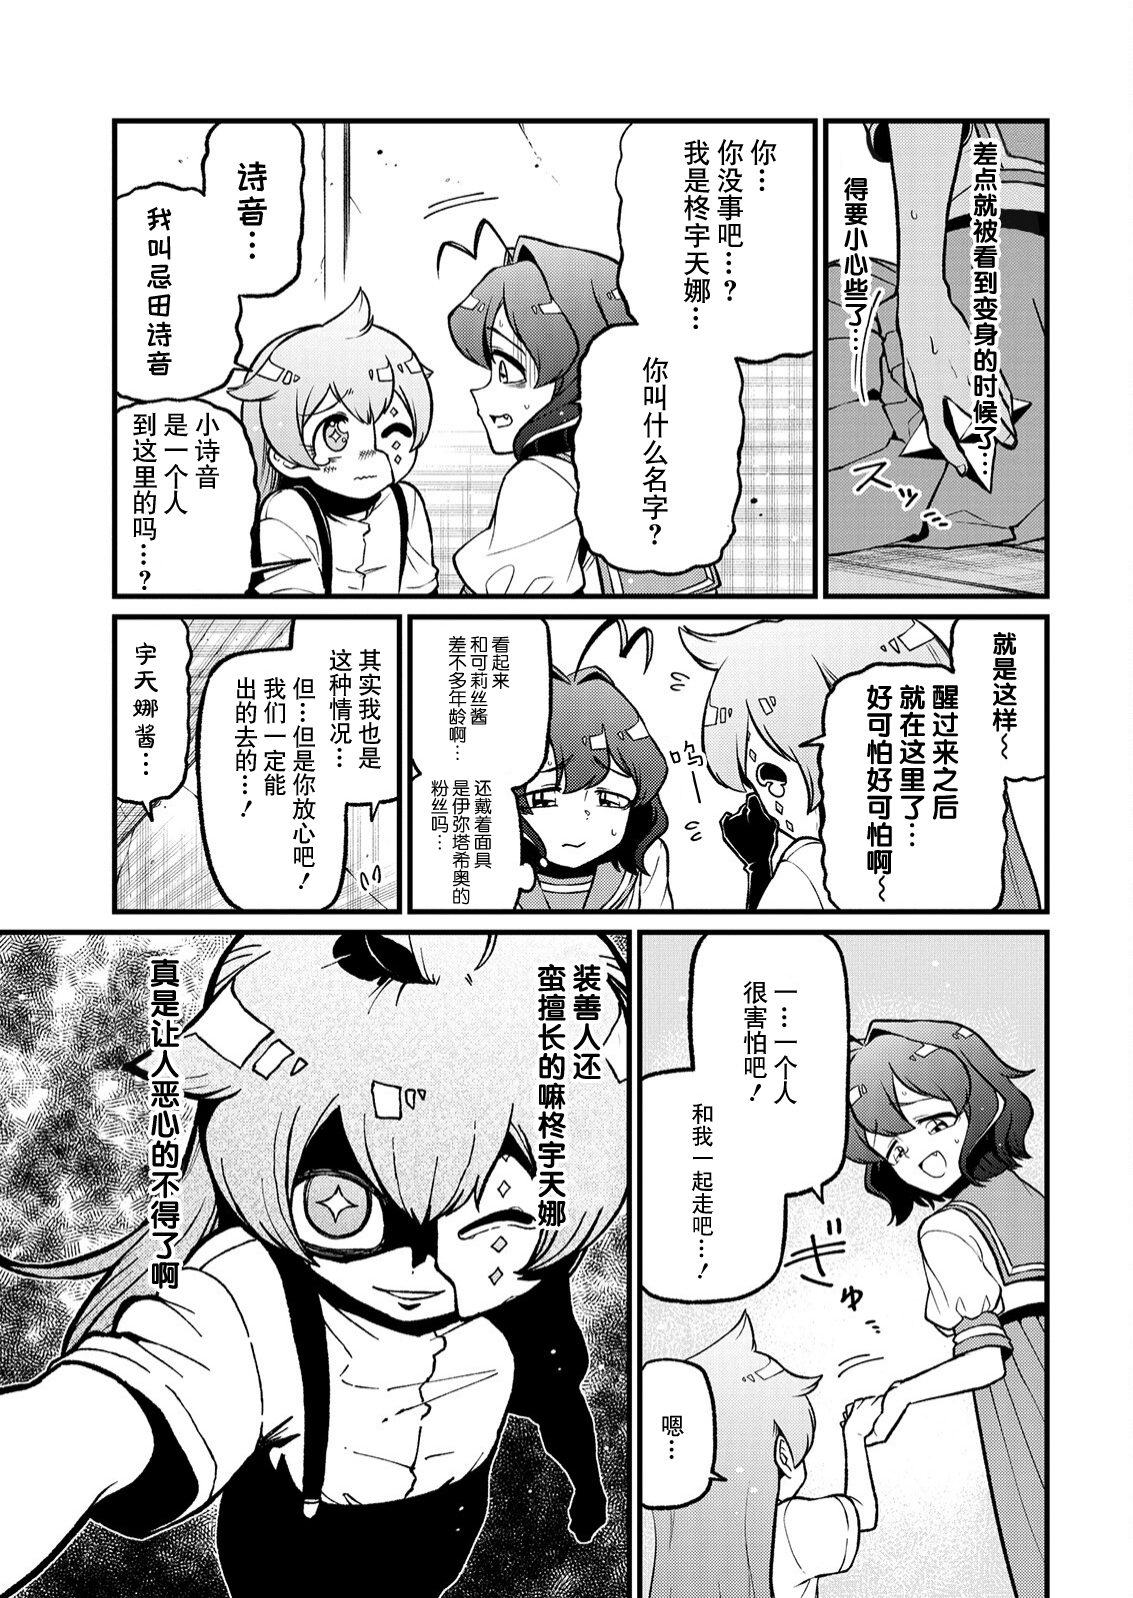 差点就被看到变身的时候了…
得要小心些了…
スッ
你…
你没事吧…?
我是柊宇天娜…
你叫什么名字?
诗音…
我叫忌田诗音
小诗音
是一个人
到这里的吗…?
就是这样~
醒过来之后
就在这里了…
好可怕好可怕啊~
呜
看起来
和可莉丝酱
差不多年龄啊…
还戴着面具
是伊弥塔希奥的
粉丝吗…
其实我也是
这种情况…
但…但是你放心吧!
我们一定能
出的去的…!
宇天娜酱…
一…一个人
很害怕吧!
和我一起走吧…!
ぎゅ
嗯…
装善人还
蛮擅长的嘛柊宇天娜
真是让人恶心的不得了啊